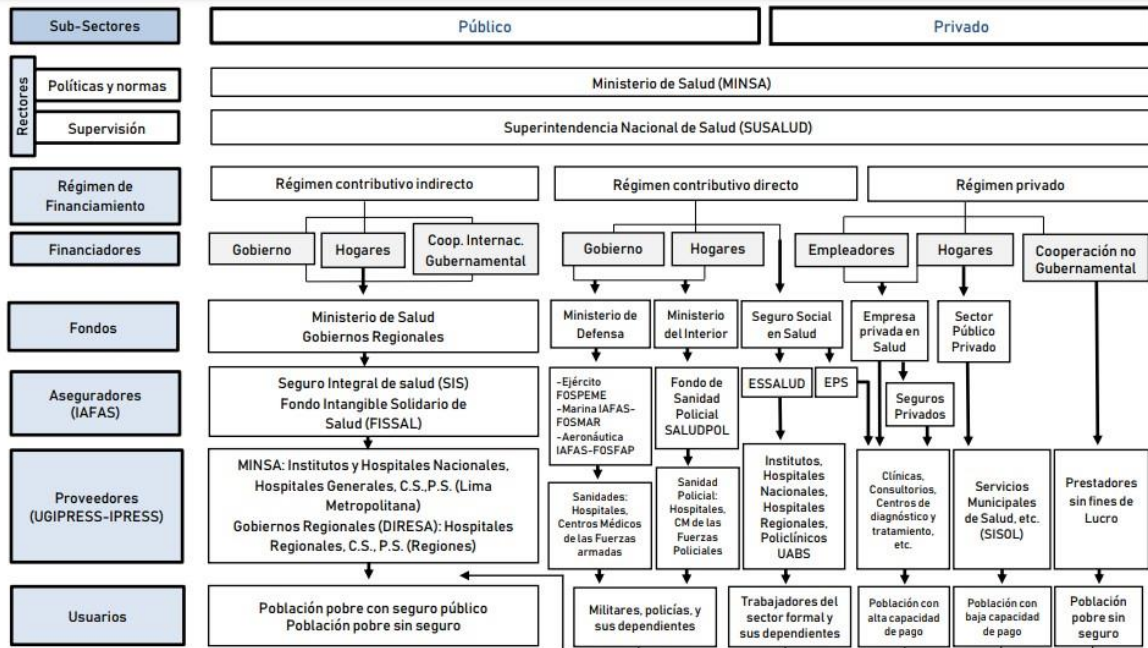 Sub-Sectores
Público
Privado
Rectores
Políticas y normas
Ministerio de Salud (MINSA)
Supervisión
Superintendencia Nacional de Salud (SUSALUD)
Régimen de
Financiamiento
Régimen contributivo indirecto
Régimen contributivo directo
Régimen privado
Financiadores
Gobierno
Hogares
Coop. Internac.
Gubernamental
Gobierno
Hogares
Empleadores
Hogares
Cooperación no
Gubernamental
Fondos
Ministerio de Salud
Gobiernos Regionales
Ministerio de
Defensa
Ministerio
del Interior
Seguro Social
en Salud
Empresa
privada en
Salud
Sector
Público
Privado
Aseguradores
(IAFAS)
Seguro Integral de salud (SIS)
Fondo Intangible Solidario de
Salud (FISSAL)
-Ejército
FOSPEME
-Marina IAFAS-
FOSMAR
-Aeronáutica
IAFAS-FOSFAP
Fondo de
Sanidad
Policial
SALUDPOL
ESSALUD
EPS
Seguros
Privados
Proveedores
(UGIPRESS-IPRESS)
MINSA: Institutos y Hospitales Nacionales,
Hospitales Generales, C.S.,P.S. (Lima
Metropolitana)
Gobiernos Regionales (DIRESA): Hospitales
Regionales, C.S., P.S. (Regiones)
Sanidades:
Hospitales,
Centros Médicos
de las Fuerzas
armadas
Sanidad
Policial:
Hospitales,
CM de las
Fuerzas
Policiales
Institutos,
Hospitales
Nacionales,
Hospitales
Regionales,
Policlínicos
UABS
Clínicas,
Consultorios,
Centros de
diagnóstico y
tratamiento,
etc.
Servicios
Municipales
de Salud, etc.
(SISOL)
Prestadores
sin fines de
Lucro
Usuarios
Población pobre con seguro público
Población pobre sin seguro
Militares, policías, y
sus dependientes
Trabajadores del
sector formal y
sus dependientes
Población con
alta capacidad
de pago
Población con
baja capacidad
de pago
Población
pobre sin
seguro